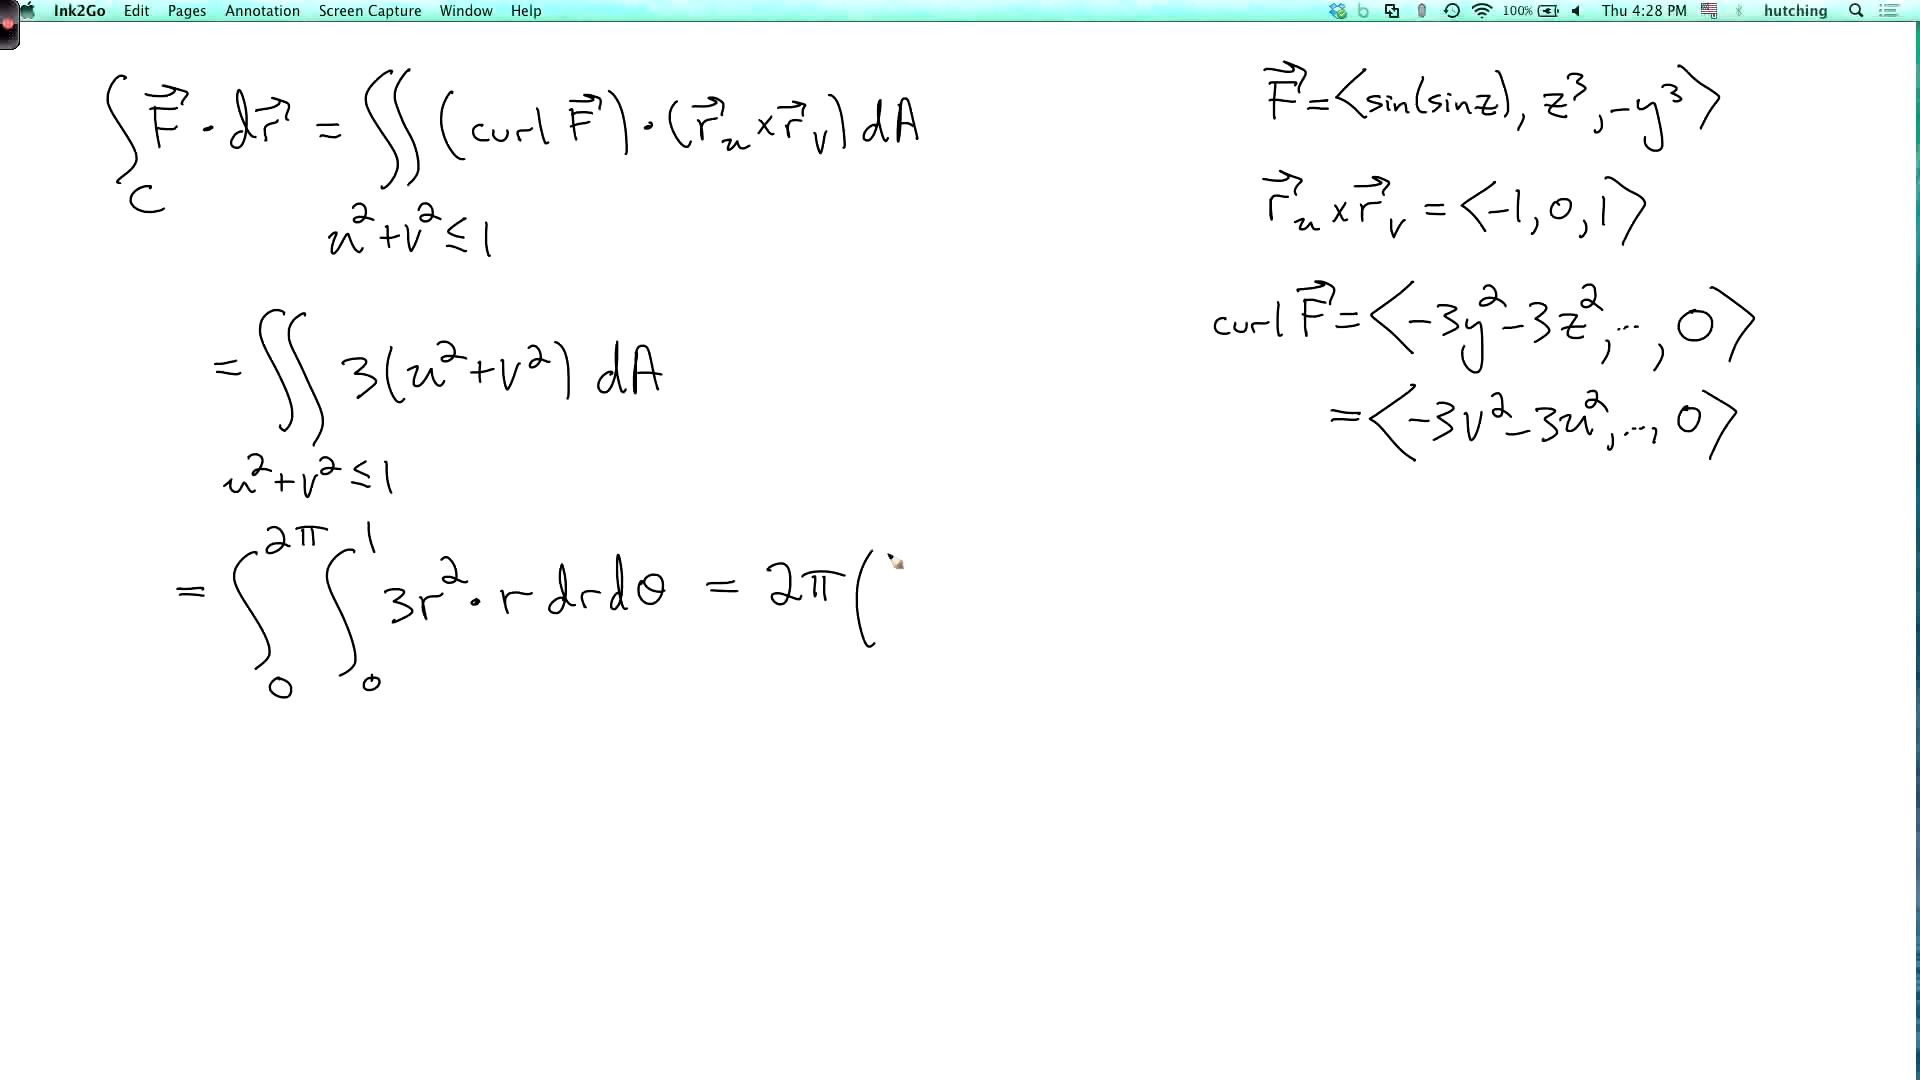 Ink2Go Edit Pages Annotation Screen Capture Window Help 100% Thu 4:28 PM hutching
∫_C F⃗ · dr⃗ = ∬_{u²+v²≤1} (curl F⃗) · (r⃗_u × r⃗_v) dA
= ∬_{u²+v²≤1} 3(u²+v²) dA
= ∫_0^{2π} ∫_0^1 3r² · r dr dθ = 2π (
F⃗ = ⟨sin(sin z), z³, -y³⟩
r⃗_u × r⃗_v = ⟨-1, 0, 1⟩
curl F⃗ = ⟨-3y² - 3z², ..., 0⟩
= ⟨-3v² - 3u², ..., 0⟩